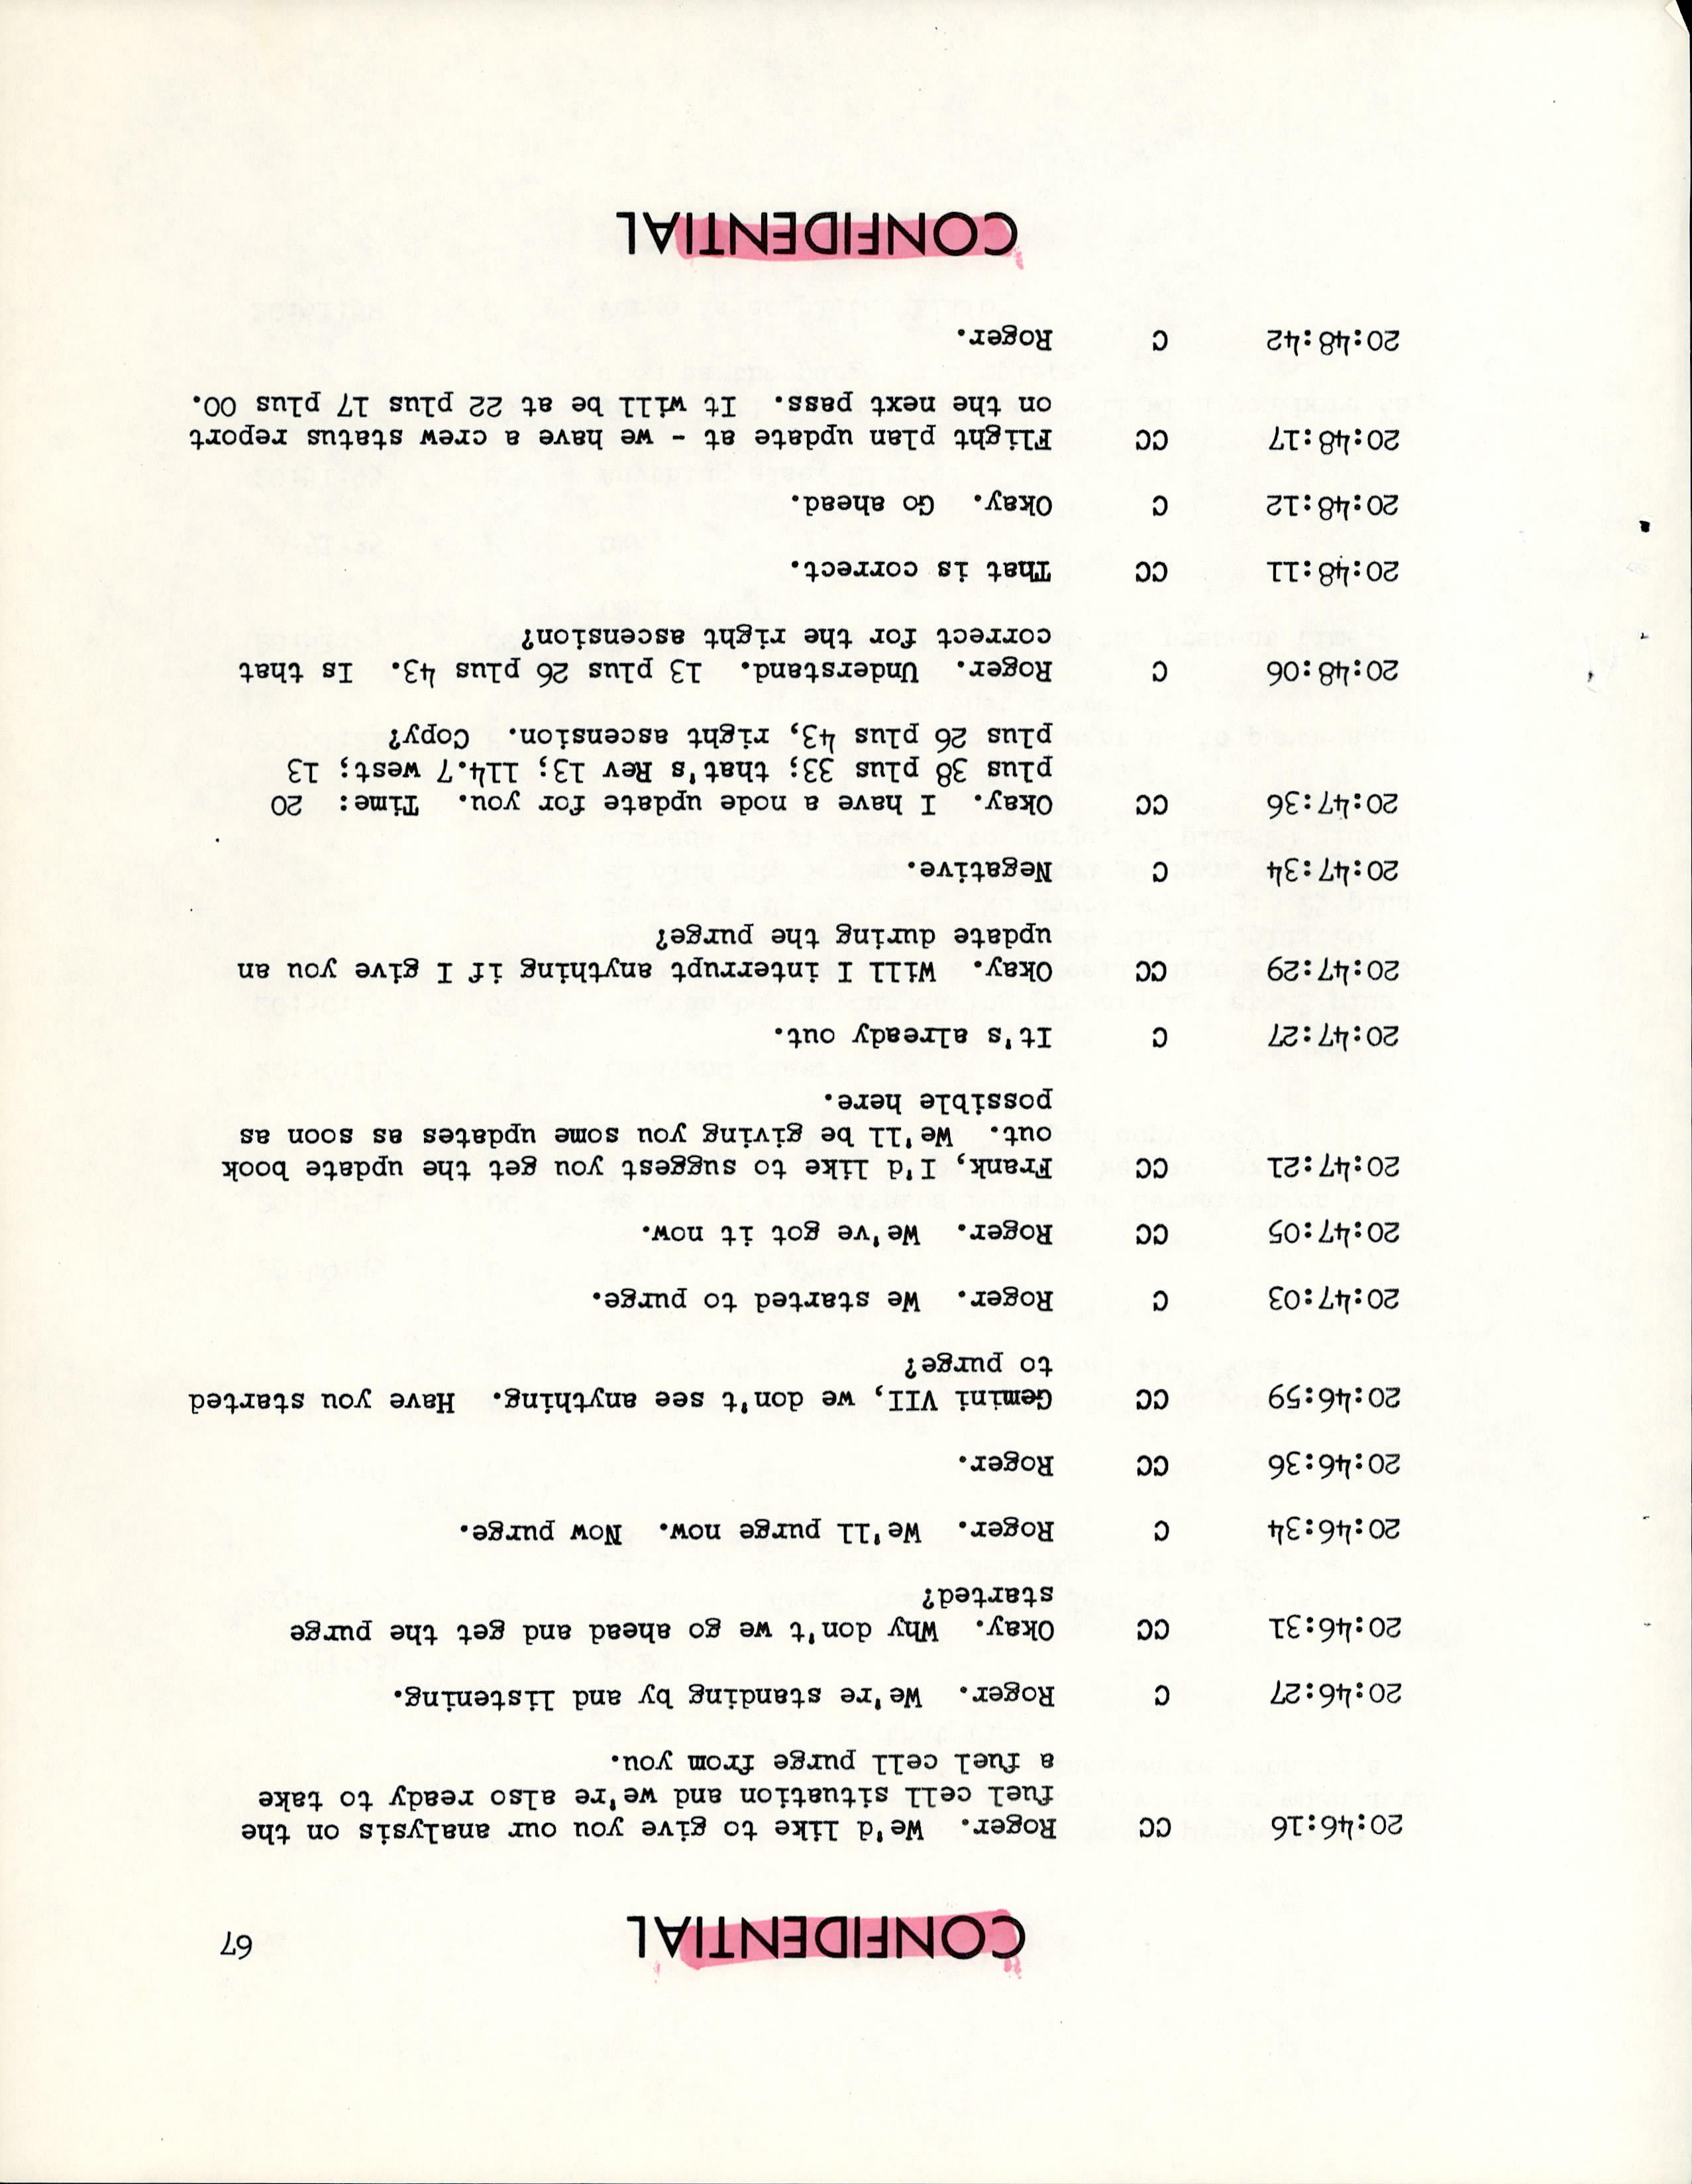 CONFIDENTIAL
67
20:46:16 CC Roger. We'd like to give you our analysis on the
fuel cell situation and we're also ready to take
a fuel cell purge from you.
20:46:27 C Roger. We're standing by and listening.
20:46:31 CC Okay. Why don't we go ahead and get the purge
started?
20:46:34 C Roger. We'll purge now. Now purge.
20:46:36 CC Roger.
20:46:59 CC Gemini VII, we don't see anything. Have you started
to purge?
20:47:03 C Roger. We started to purge.
20:47:05 CC Roger. We've got it now.
20:47:21 CC Frank, I'd like to suggest you get the update book
out. We'll be giving you some updates as soon as
possible here.
20:47:27 C It's already out.
20:47:29 CC Okay. Will I interrupt anything if I give you an
update during the purge?
20:47:34 C Negative.
20:47:36 CC Okay. I have a node update for you. Time: 20
plus 38 plus 33; that's Rev 13; 114.7 west; 13
plus 26 plus 43, right ascension. Copy?
20:48:06 C Roger. Understand. 13 plus 26 plus 43. Is that
correct for the right ascension?
20:48:11 CC That is correct.
20:48:12 C Okay. Go ahead.
20:48:17 CC Flight plan update at - we have a crew status report
on the next pass. It will be at 22 plus 17 plus 00.
20:48:42 C Roger.
CONFIDENTIAL